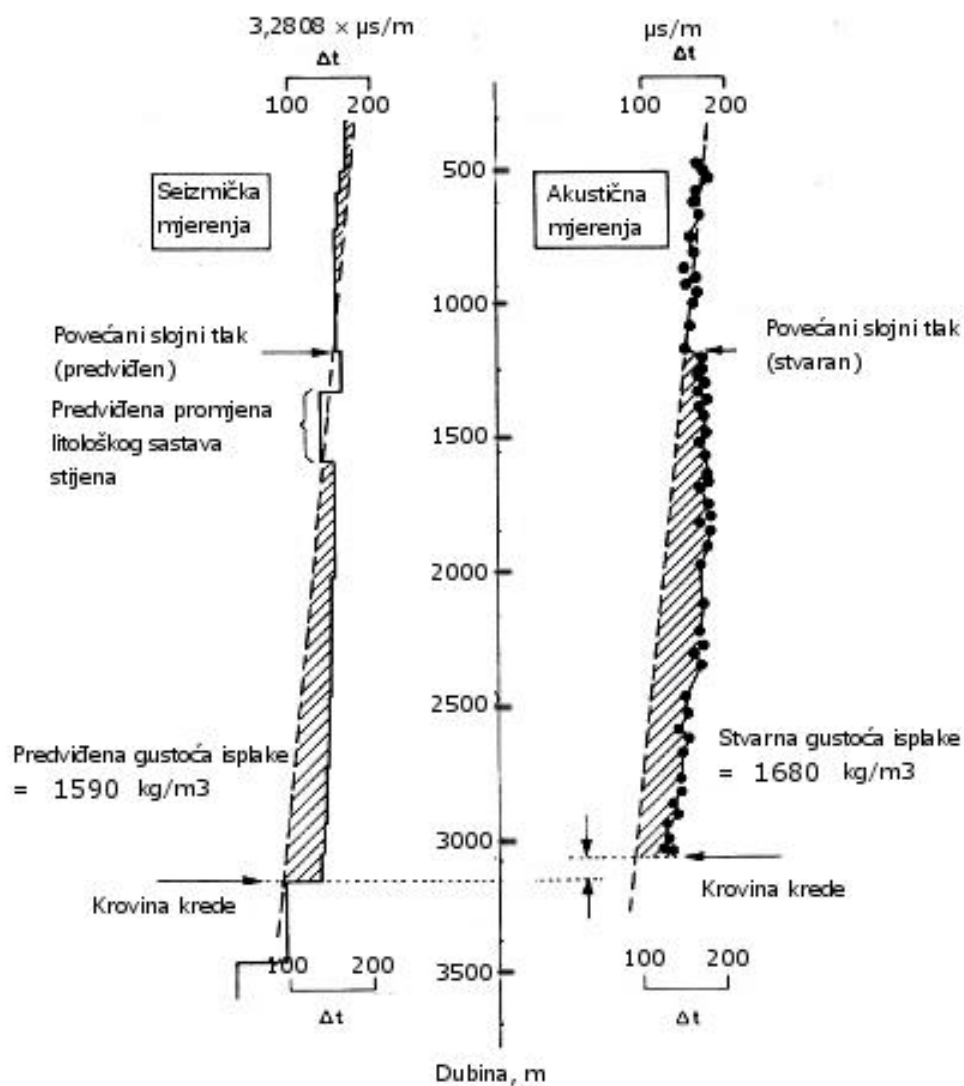 3,2808 × µs/m
Δt
100 200
µs/m
Δt
100 200
Seizmička
mjerenja
Akustična
mjerenja
500
1000
1500
2000
2500
3000
3500
Povećani slojni tlak
(predviđen)
Predviđena promjena
litološkog sastava
stijena
Povećani slojni tlak
(stvaran)
Predviđena gustoća isplake
= 1590 kg/m3
Stvarna gustoća isplake
= 1680 kg/m3
Krovina krede
Krovina krede
100 200
Δt
100 200
Δt
Dubina, m